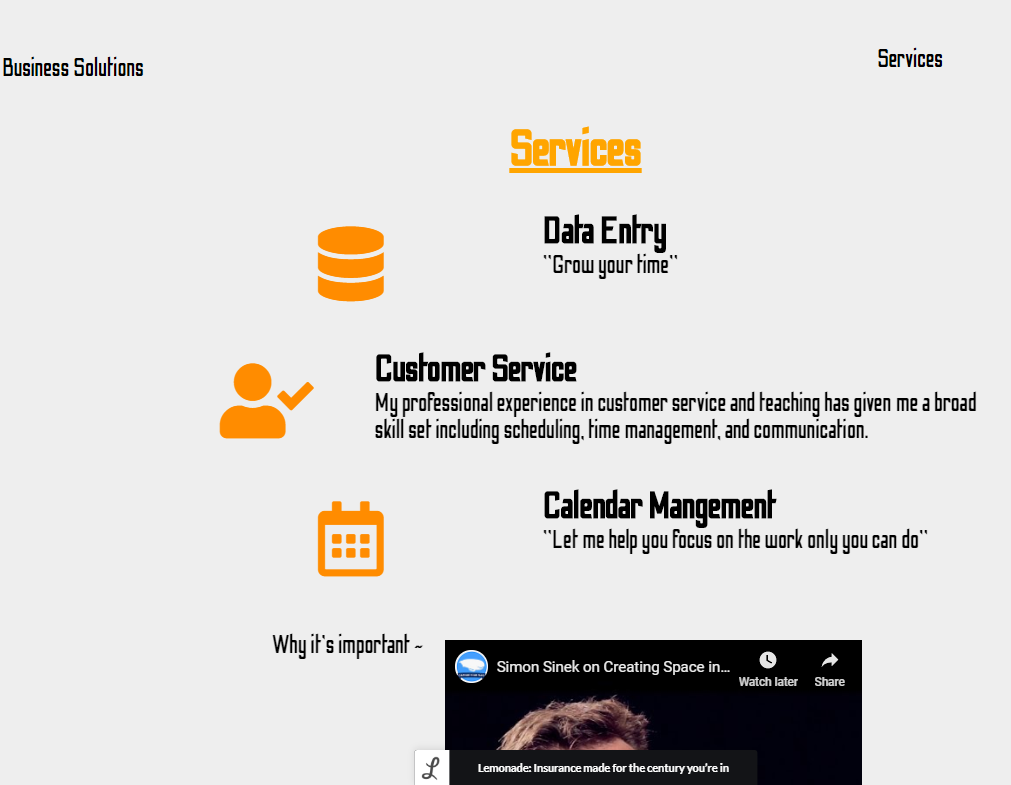 Business Solutions
Services
Services
Data Entry
"Grow your time"
Customer Service
My professional experience in customer service and teaching has given me a broad
skill set including scheduling, time management, and communication.
Calendar Mangement
"Let me help you focus on the work only you can do"
Why it's important ~
Simon Sinek on Creating Space in...
Watch later
Share
L
Lemonade: Insurance made for the century you're in